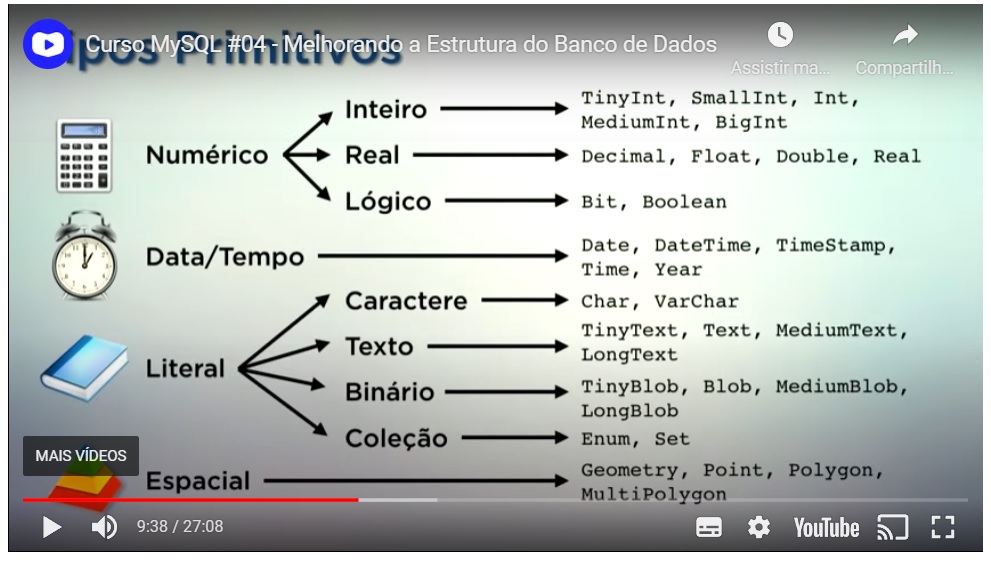 Tipos Primitivos
Curso MySQL #04 - Melhorando a Estrutura do Banco de Dados
Assistir ma...
Compartilh...
Numérico
Inteiro
TinyInt, SmallInt, Int,
MediumInt, BigInt
Real
Decimal, Float, Double, Real
Lógico
Bit, Boolean
Data/Tempo
Date, DateTime, TimeStamp,
Time, Year
Literal
Caractere
Char, VarChar
Texto
TinyText, Text, MediumText,
LongText
Binário
TinyBlob, Blob, MediumBlob,
LongBlob
Coleção
Enum, Set
MAIS VÍDEOS
Espacial
Geometry, Point, Polygon,
MultiPolygon
9:38 / 27:08
YouTube